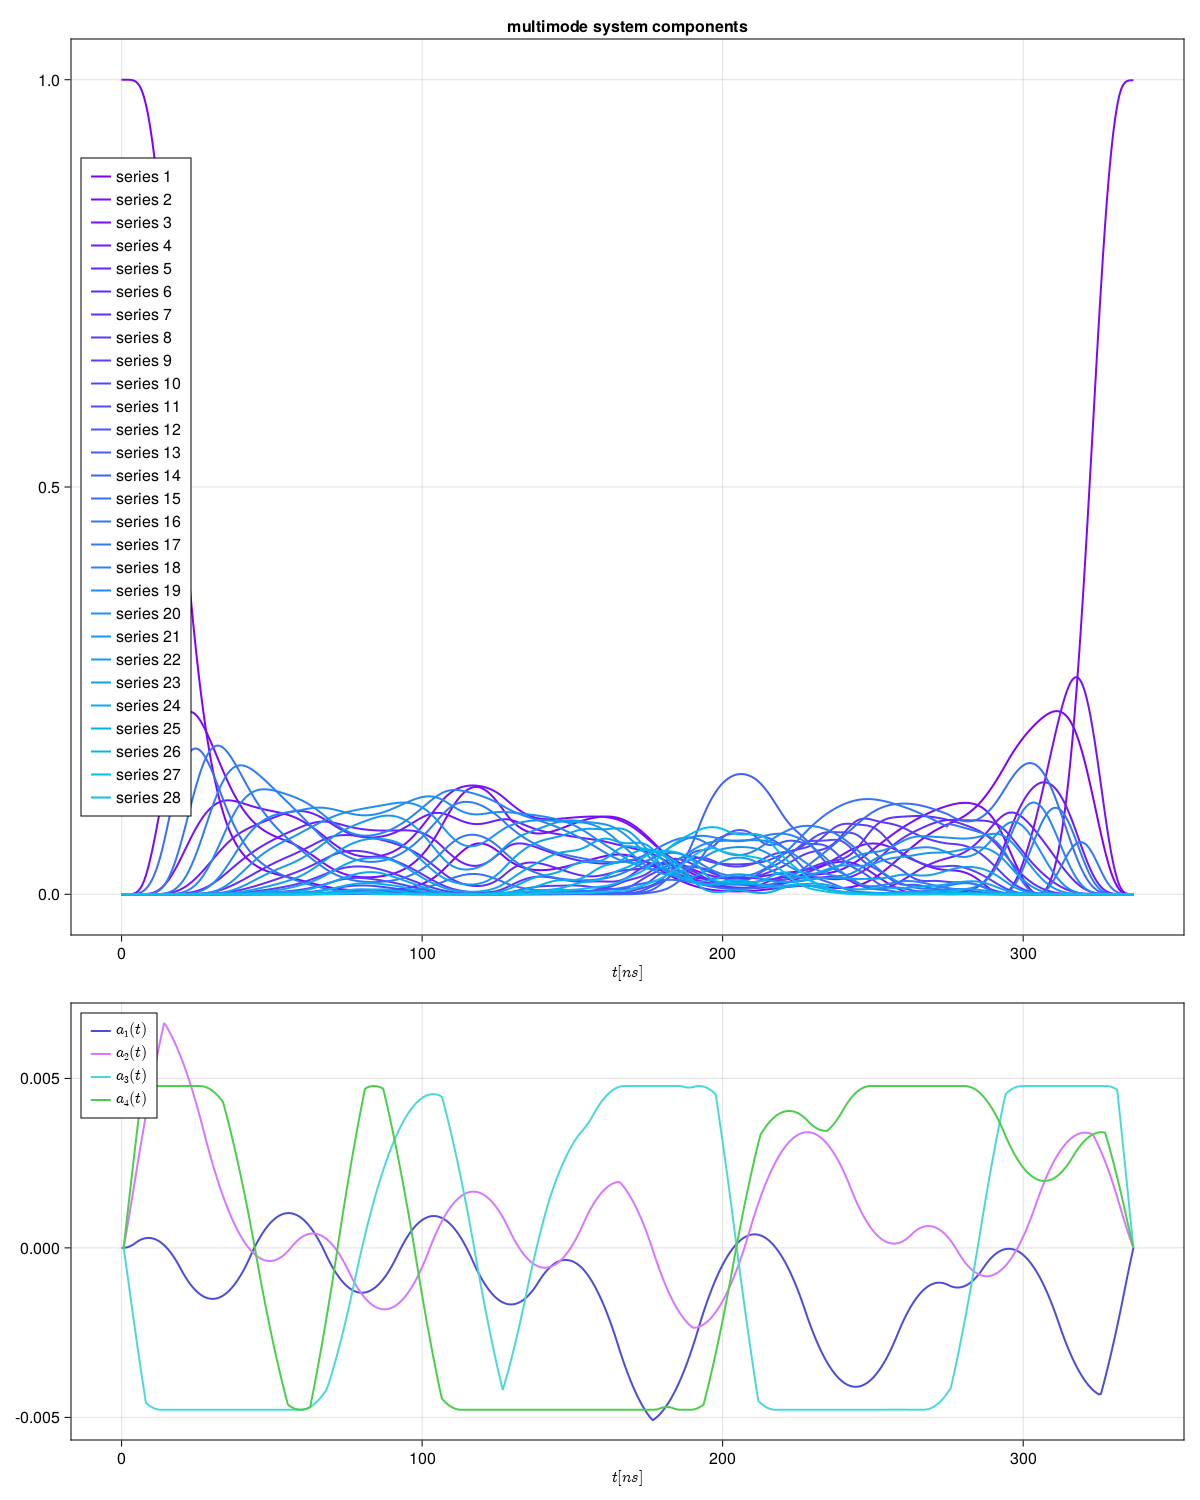 multimode system components
1.0
0.5
0.0
series 1
series 2
series 3
series 4
series 5
series 6
series 7
series 8
series 9
series 10
series 11
series 12
series 13
series 14
series 15
series 16
series 17
series 18
series 19
series 20
series 21
series 22
series 23
series 24
series 25
series 26
series 27
series 28
0 100 200 300
t[ns]
0.005
0.000
-0.005
a₁(t)
a₂(t)
a₃(t)
a₄(t)
0 100 200 300
t[ns]